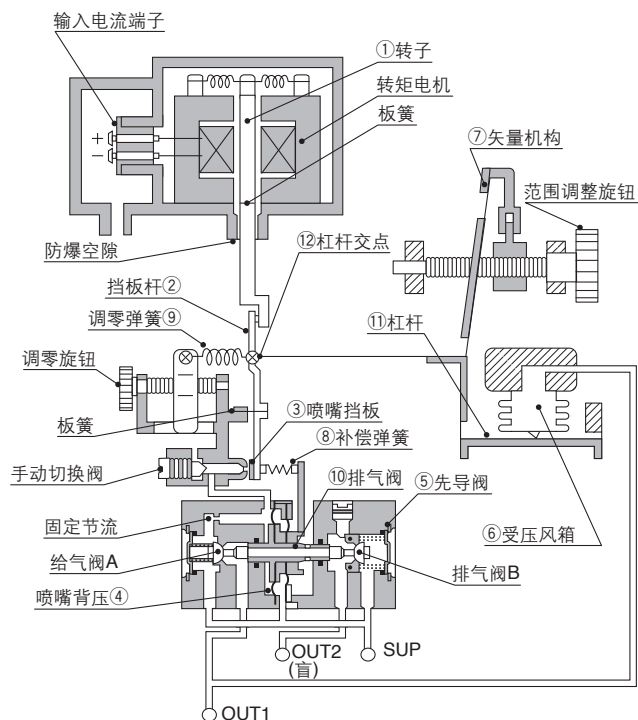 输入电流端子
①转子
转矩电机
板簧
⑦矢量机构
范围调整旋钮
+
−
防爆空隙
⑫杠杆交点
挡板杆②
调零弹簧⑨
⑪杠杆
调零旋钮
③喷嘴挡板
板簧
⑧补偿弹簧
手动切换阀
⑩排气阀
⑤先导阀
固定节流
⑥受压风箱
给气阀A
排气阀B
喷嘴背压④
OUT2
(盲)
SUP
OUT1